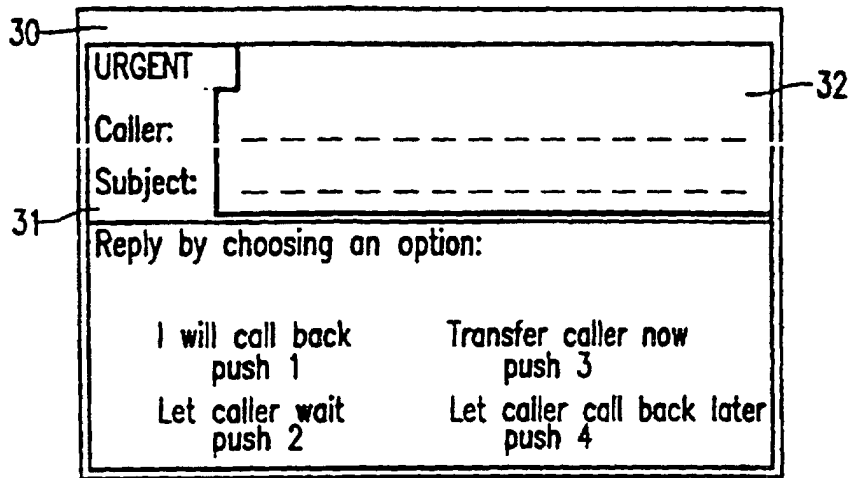 30
URGENT
32
Caller:
Subject:
31
Reply by choosing an option:
I will call back
push 1
Transfer caller now
push 3
Let caller wait
push 2
Let caller call back later
push 4